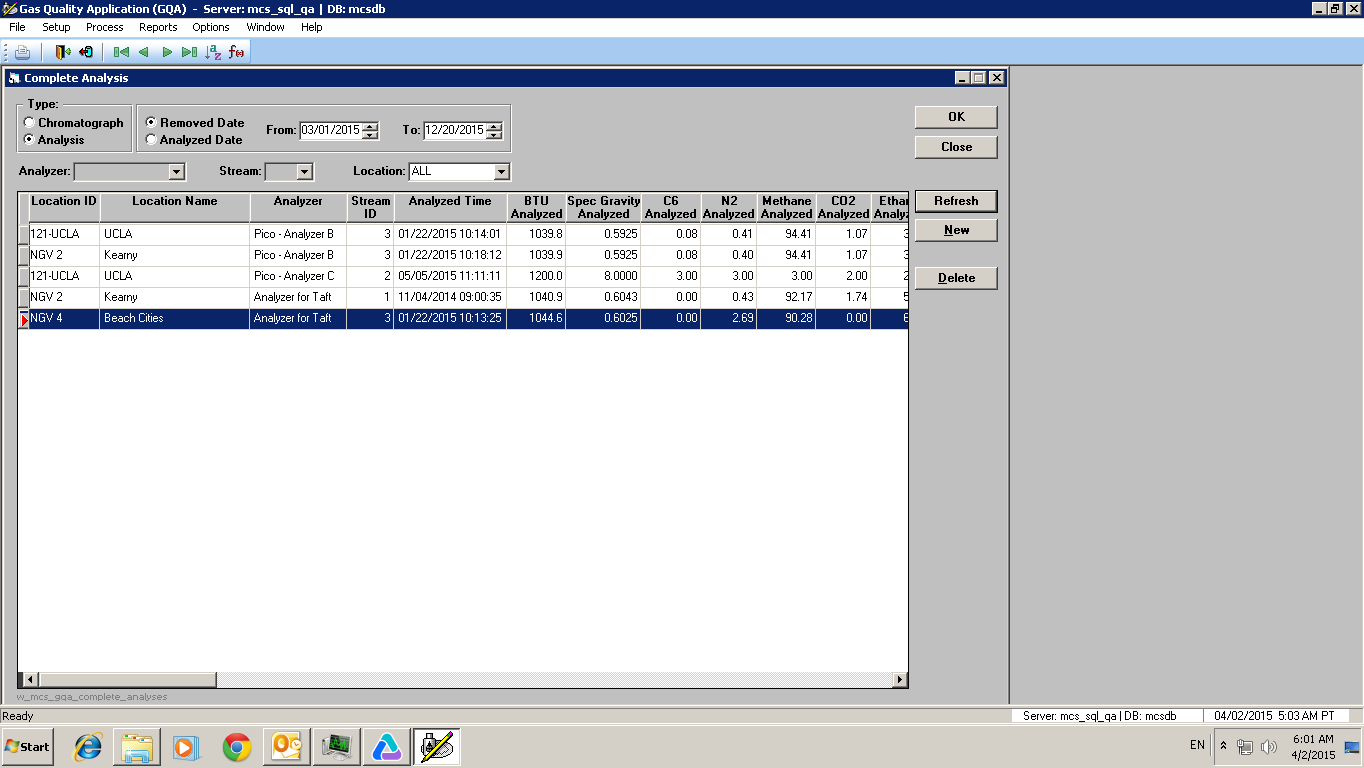 Gas Quality Application (GQA) - Server: mcs_sql_qa | DB: mcsdb
File Setup Process Reports Options Window Help
Complete Analysis
Type:
Chromatograph
Analysis
Removed Date
Analyzed Date
From: 03/01/2015
To: 12/20/2015
OK
Close
Analyzer:
Stream:
Location: ALL
Refresh
New
Delete
Location ID Location Name Analyzer Stream ID Analyzed Time BTU Analyzed Spec Gravity Analyzed C6 Analyzed N2 Analyzed Methane Analyzed CO2 Analyzed Ethar Analy
121-UCLA UCLA Pico - Analyzer B 3 01/22/2015 10:14:01 1039.8 0.5925 0.08 0.41 94.41 1.07 3
NGV 2 Kearny Pico - Analyzer B 3 01/22/2015 10:18:12 1039.9 0.5925 0.08 0.40 94.41 1.07 3
121-UCLA UCLA Pico - Analyzer C 2 05/05/2015 11:11:11 1200.0 8.0000 3.00 3.00 3.00 2.00 2
NGV 2 Kearny Analyzer for Taft 1 11/04/2014 09:00:35 1040.9 0.6043 0.00 0.43 92.17 1.74 5
NGV 4 Beach Cities Analyzer for Taft 3 01/22/2015 10:13:25 1044.6 0.6025 0.00 2.69 90.28 0.00 6
w_mcs_gqa_complete_analyses
Ready
Server: mcs_sql_qa | DB: mcsdb
04/02/2015 5:03 AM PT
Start
EN
6:01 AM
4/2/2015